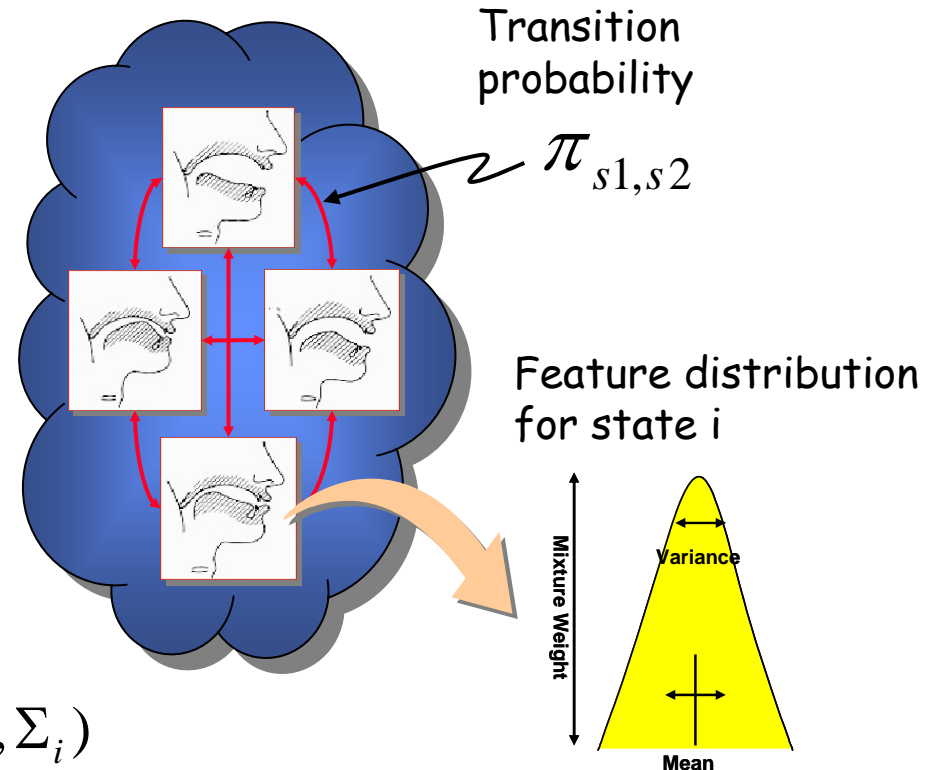 Transition
probability
π s1,s2
Feature distribution
for state i
Mixture Weight
Variance
Mean
, Σ i )